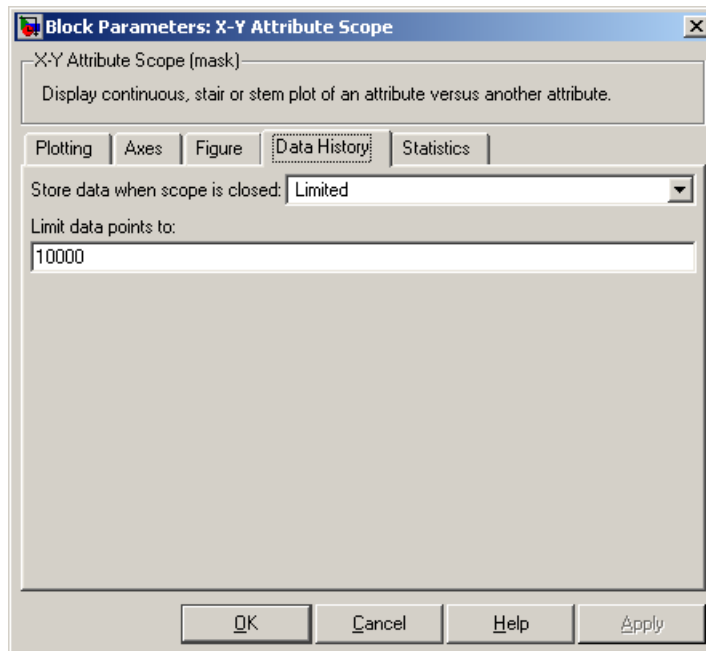 Block Parameters: X-Y Attribute Scope
X-Y Attribute Scope (mask)
Display continuous, stair or stem plot of an attribute versus another attribute.
Plotting Axes Figure Data History Statistics
Store data when scope is closed: Limited
Limit data points to:
10000
OK Cancel Help Apply